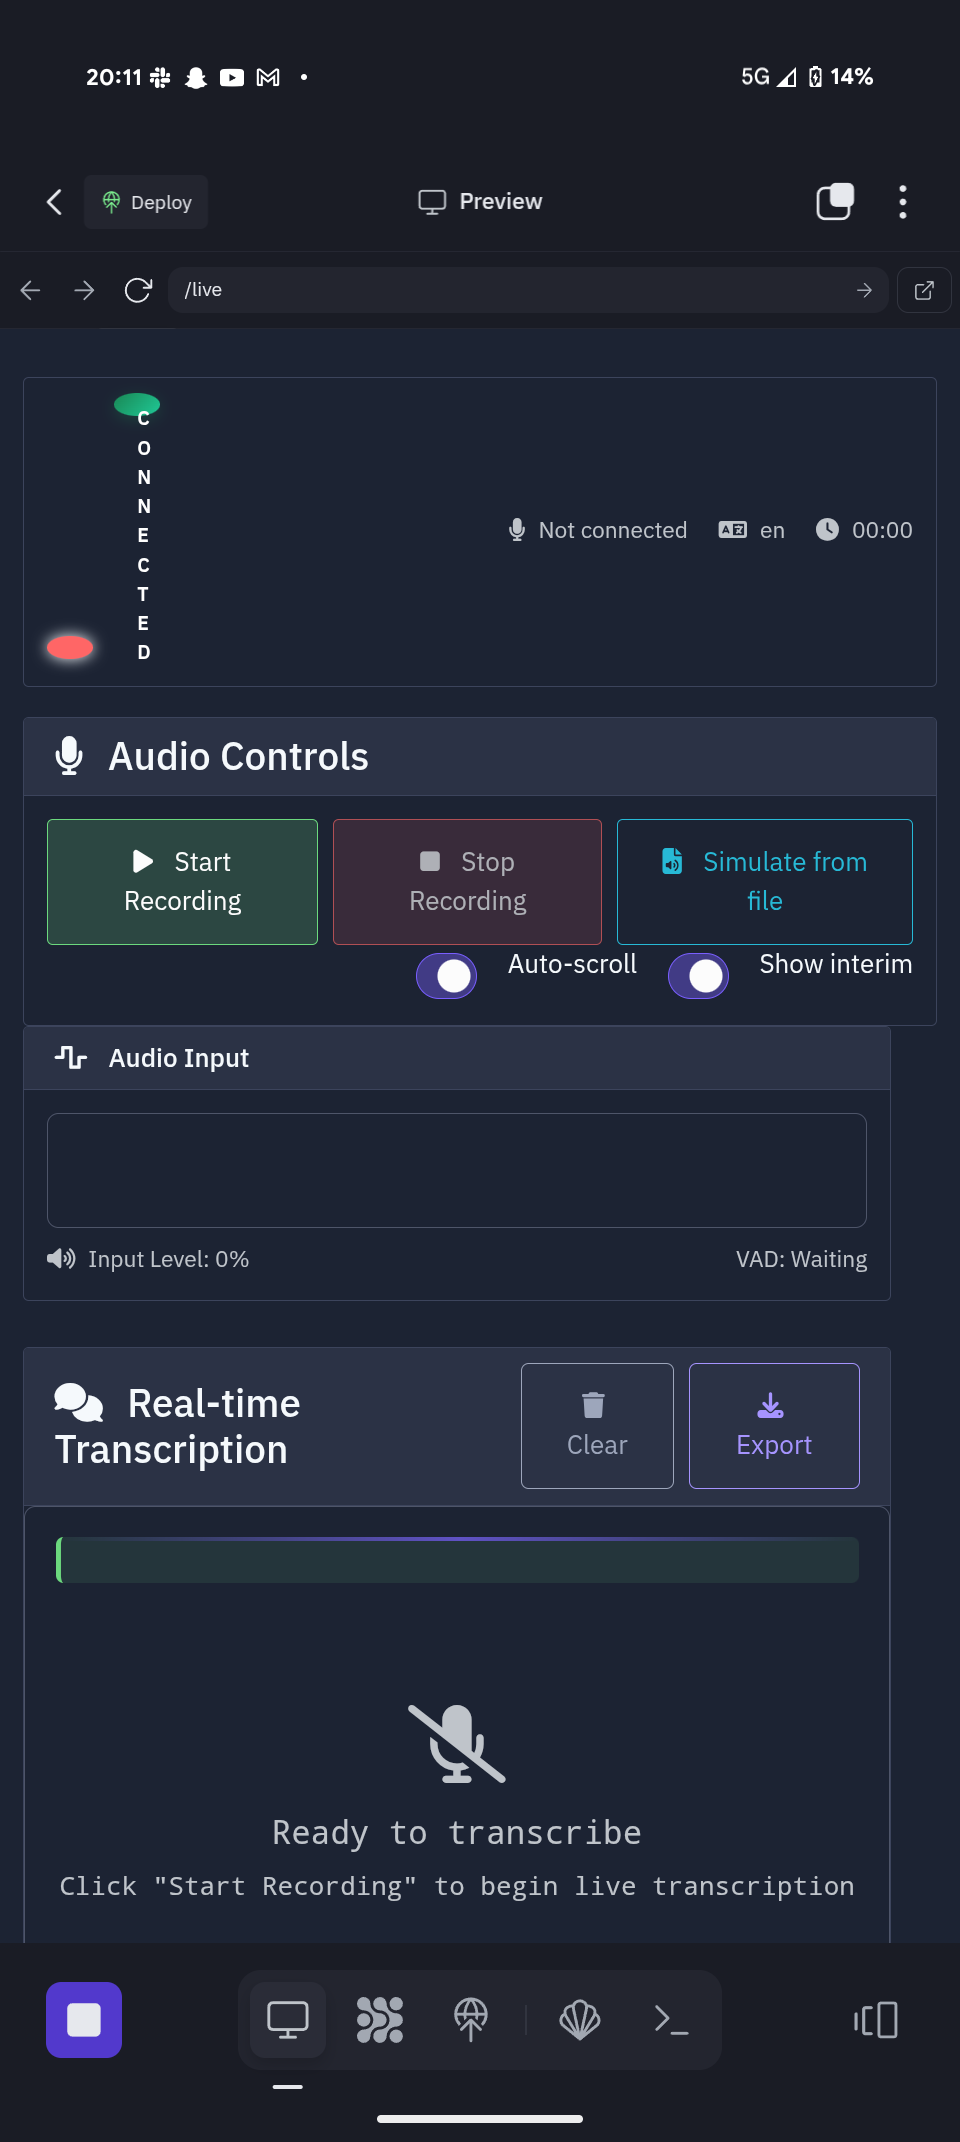 20:11
5G 14%
Deploy
Preview
/live
CONNECTED
Not connected
en
00:00
Audio Controls
Start
Recording
Stop
Recording
Simulate from
file
Auto-scroll
Show interim
Audio Input
Input Level: 0%
VAD: Waiting
Real-time
Transcription
Clear
Export
Ready to transcribe
Click "Start Recording" to begin live transcription